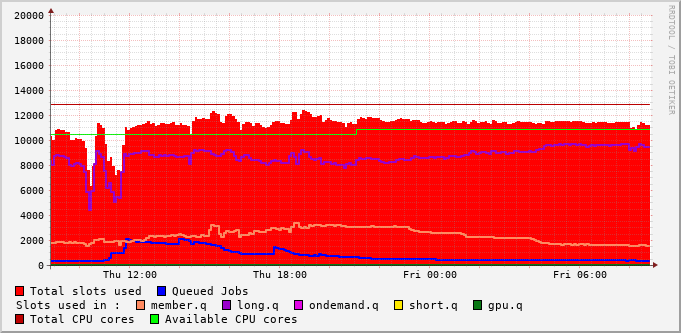 RRDTOOL / TOBI OETIKER
20000
18000
16000
14000
12000
10000
8000
6000
4000
2000
0
Thu 12:00 Thu 18:00 Fri 00:00 Fri 06:00
Total slots used Queued Jobs
Slots used in : member.q long.q ondemand.q short.q gpu.q
Total CPU cores Available CPU cores